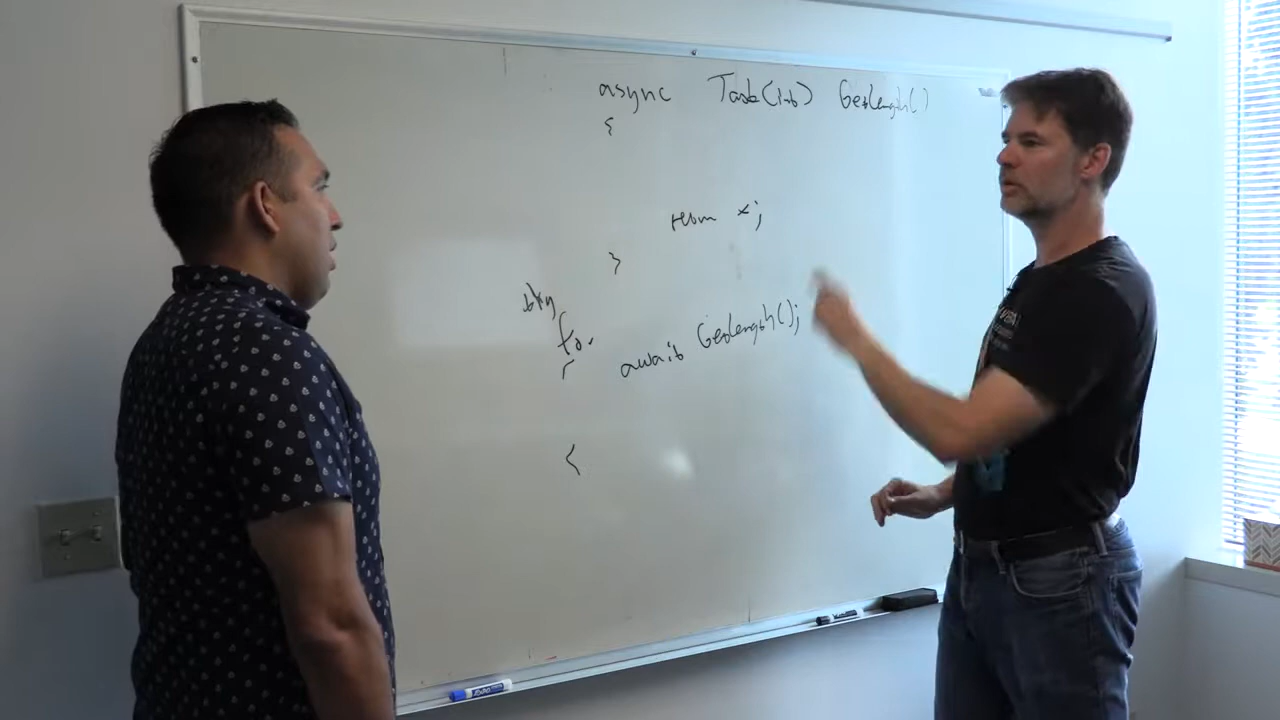 async Task(int) GetLength()
{
return x;
}
for
await GetLength();
{